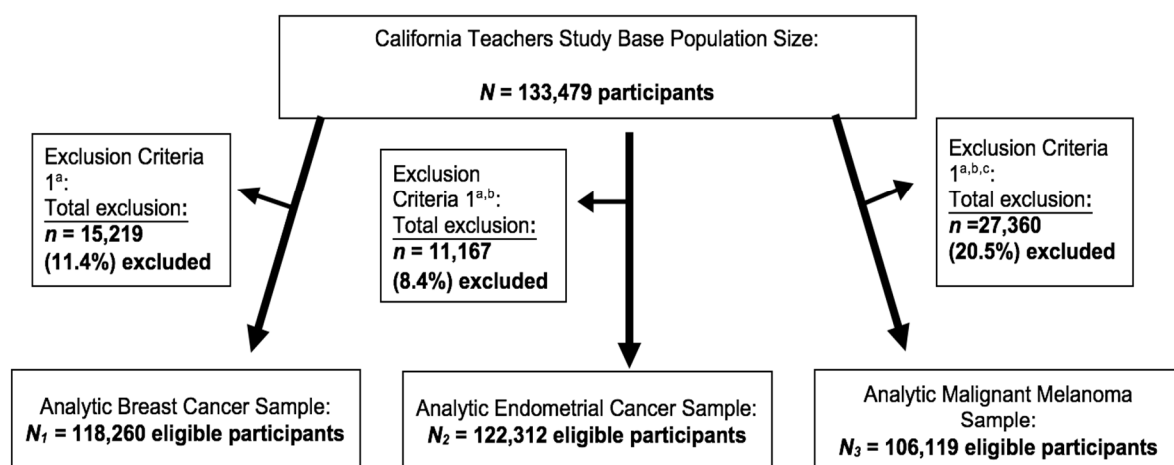 California Teachers Study Base Population Size:
N = 133,479 participants
Exclusion Criteria
1a:
Total exclusion:
n = 15,219
(11.4%) excluded
Exclusion
Criteria 1a,b:
Total exclusion:
n = 11,167
(8.4%) excluded
Exclusion Criteria
1a,b,c:
Total exclusion:
n =27,360
(20.5%) excluded
Analytic Breast Cancer Sample:
N1 = 118,260 eligible participants
Analytic Endometrial Cancer Sample:
N2 = 122,312 eligible participants
Analytic Malignant Melanoma
Sample:
N3 = 106,119 eligible participants